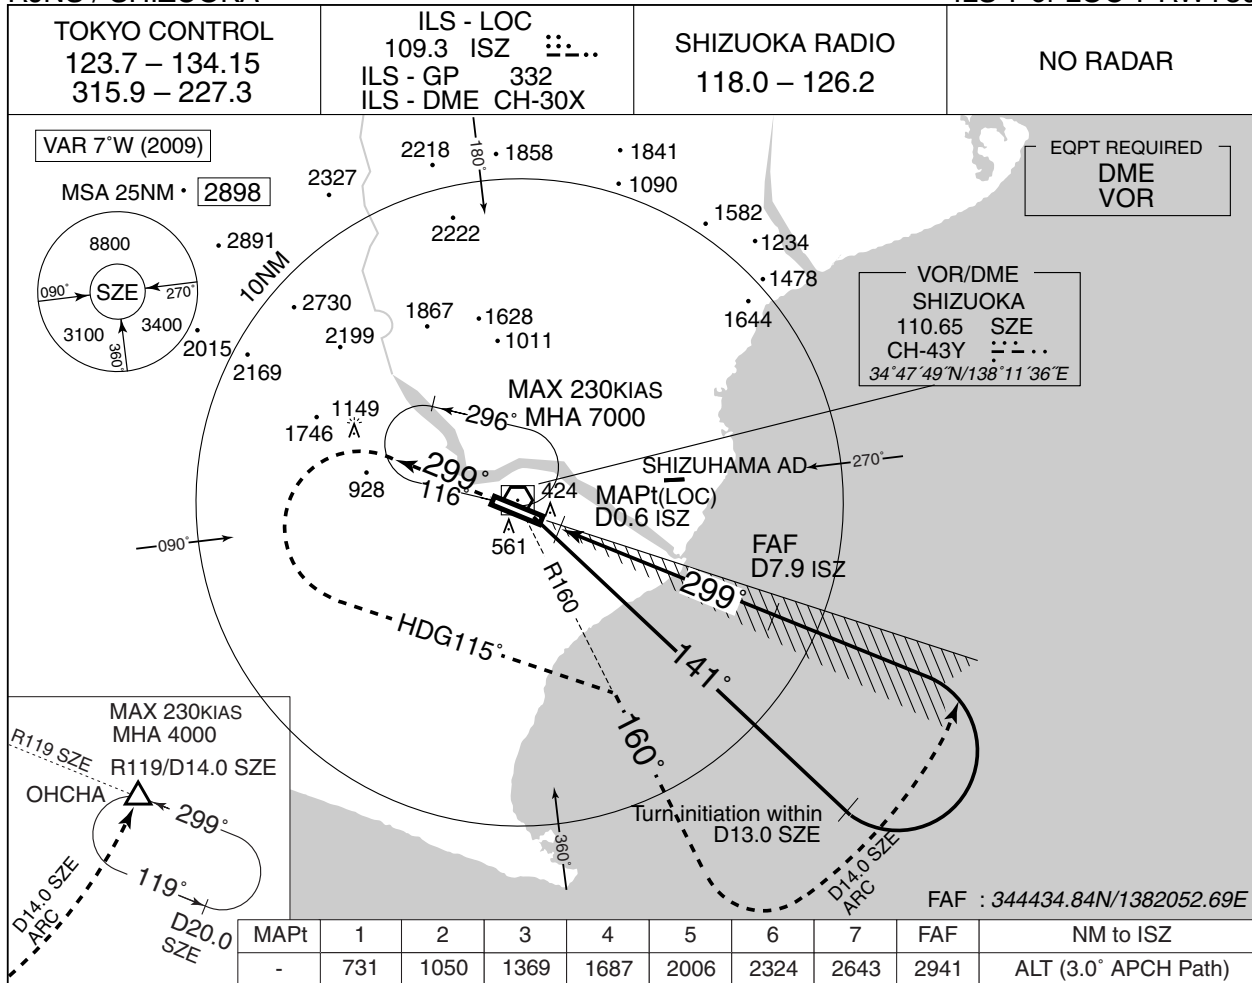 TOKYO CONTROL
123.7 – 134.15
315.9 – 227.3
ILS - LOC
109.3 ISZ
ILS - GP 332
ILS - DME CH-30X
SHIZUOKA RADIO
118.0 – 126.2
NO RADAR
VAR 7°W (2009)
MSA 25NM
2898
8800
090°
SZE
270°
3100
3400
360°
EQPT REQUIRED
DME
VOR
VOR/DME
SHIZUOKA
110.65 SZE
CH-43Y
34°47´49˝N/138°11´36˝E
10NM
180°
2218
1858
1841
1090
2327
2222
1582
1234
2891
1478
2730
1644
1867
1628
1011
2199
2015
2169
1149
1746
928
MAX 230KIAS
MHA 7000
296°
299°
116°
424
561
SHIZUHAMA AD
270°
MAPt(LOC)
D0.6 ISZ
FAF
D7.9 ISZ
090°
299°
R160
HDG115°
141°
160°
Turn initiation within
D13.0 SZE
360°
D14.0 SZE
ARC
MAX 230KIAS
MHA 4000
R119 SZE
R119/D14.0 SZE
OHCHA
299°
119°
D20.0
SZE
D14.0 SZE
ARC
FAF : 344434.84N/1382052.69E
MAPt 1 2 3 4 5 6 7 FAF NM to ISZ
- 731 1050 1369 1687 2006 2324 2643 2941 ALT (3.0° APCH Path)